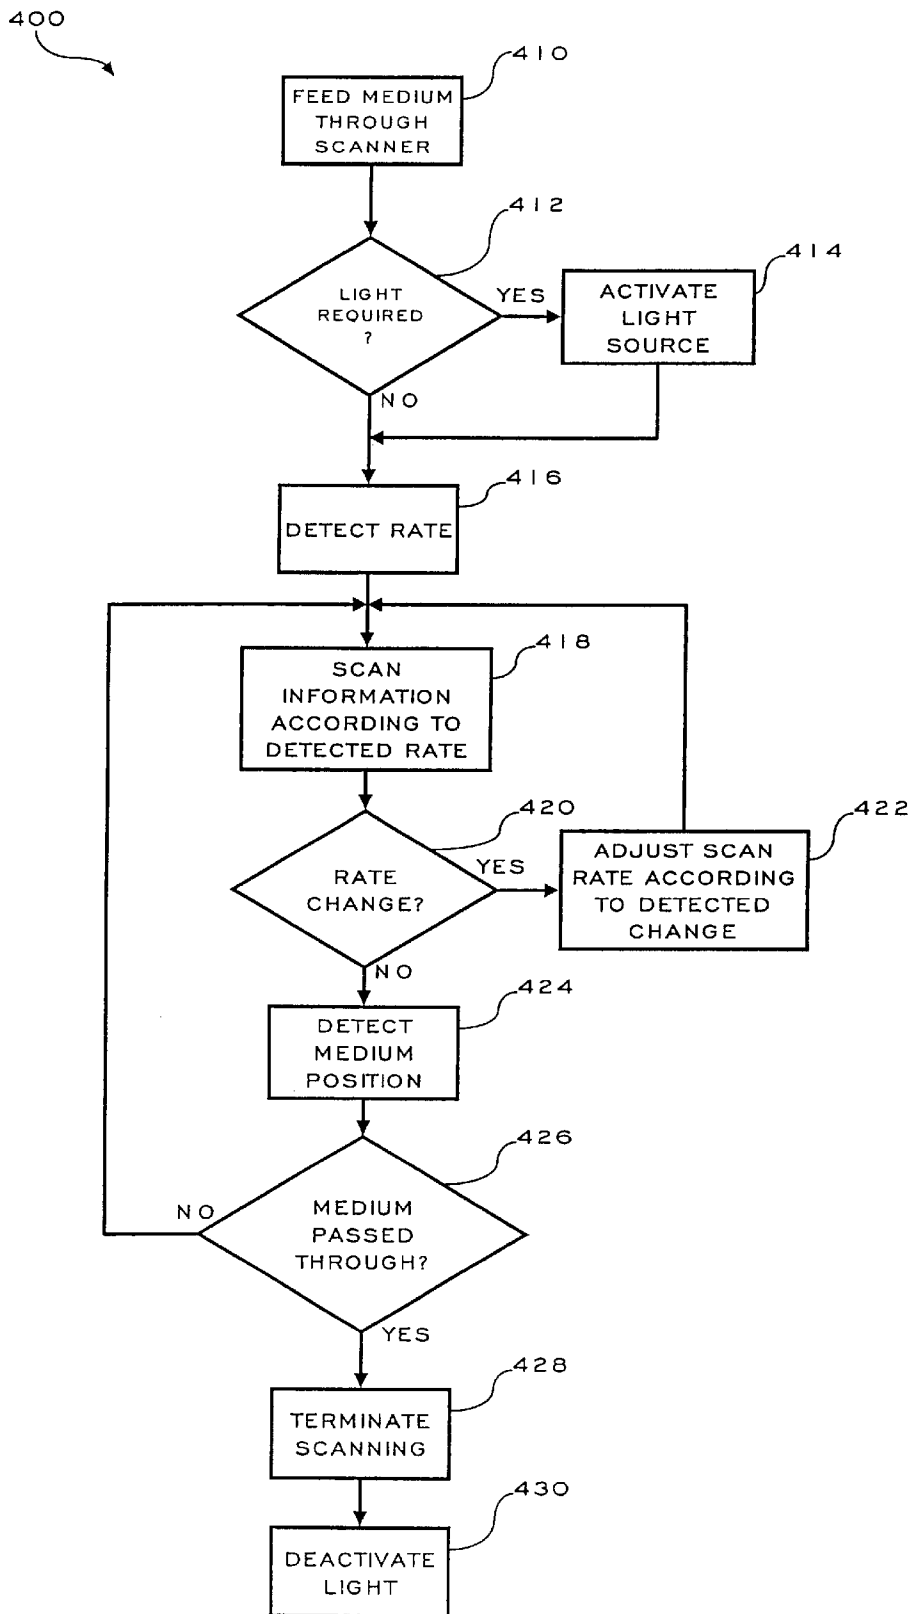 400
410
FEED MEDIUM
THROUGH
SCANNER
412
LIGHT
REQUIRED
?
YES
414
ACTIVATE
LIGHT
SOURCE
NO
416
DETECT RATE
418
SCAN
INFORMATION
ACCORDING TO
DETECTED RATE
420
RATE
CHANGE?
YES
422
ADJUST SCAN
RATE ACCORDING
TO DETECTED
CHANGE
NO
424
DETECT
MEDIUM
POSITION
426
NO
MEDIUM
PASSED
THROUGH?
YES
428
TERMINATE
SCANNING
430
DEACTIVATE
LIGHT